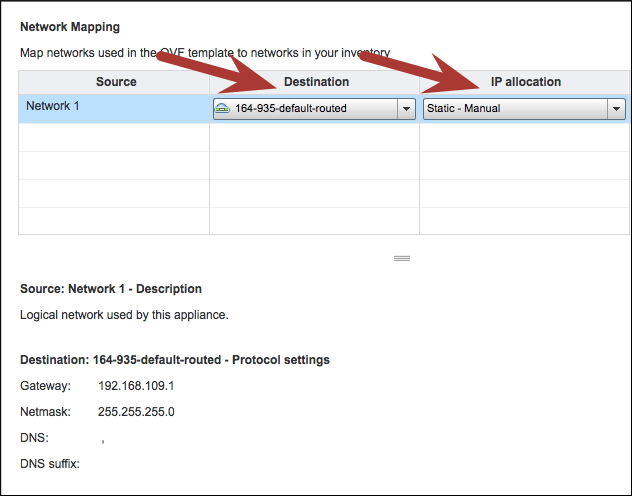 Network Mapping
Map networks used in the OVF template to networks in your inventory
Source Destination IP allocation
Network 1 164-935-default-routed Static - Manual
Source: Network 1 - Description
Logical network used by this appliance.
Destination: 164-935-default-routed - Protocol settings
Gateway: 192.168.109.1
Netmask: 255.255.255.0
DNS: ,
DNS suffix: